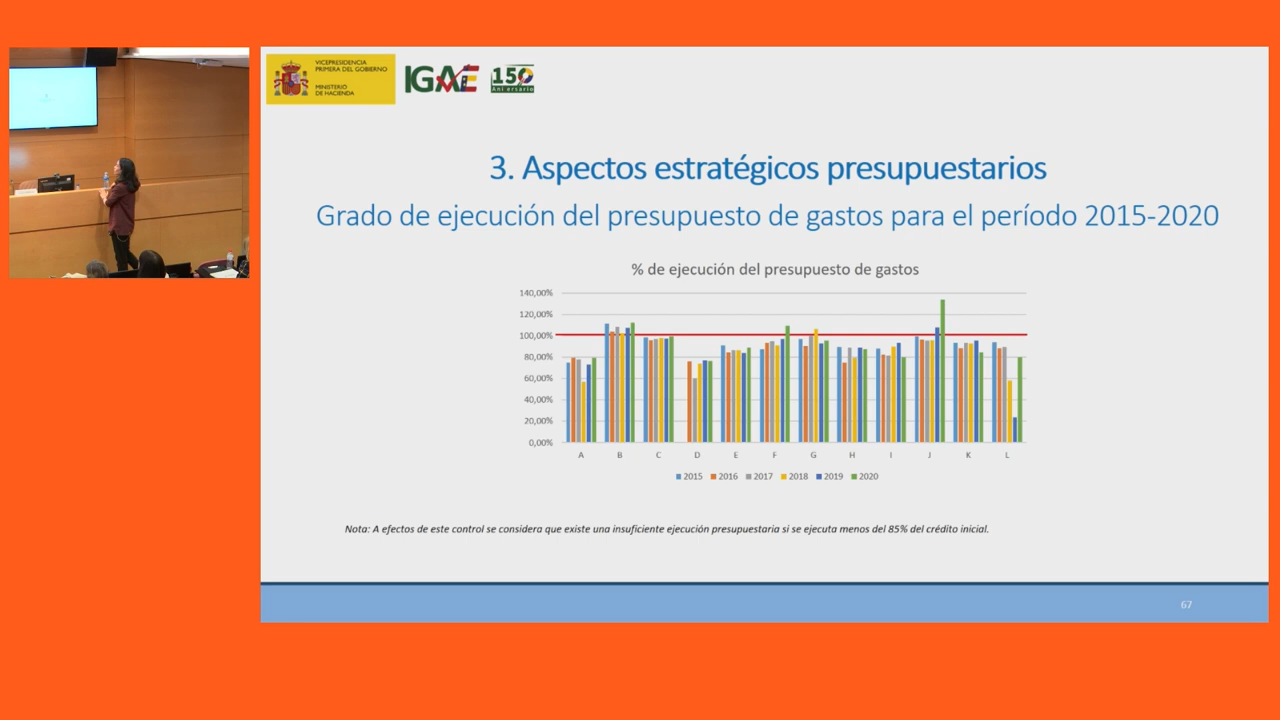 VICEPRESIDENCIA
PRIMERA DEL GOBIERNO
MINISTERIO
DE HACIENDA
IGAE
150
Aniversario
3. Aspectos estratégicos presupuestarios
Grado de ejecución del presupuesto de gastos para el período 2015-2020
% de ejecución del presupuesto de gastos
140,00%
120,00%
100,00%
80,00%
60,00%
40,00%
20,00%
0,00%
A B C D E F G H I J K L
2015 2016 2017 2018 2019 2020
Nota: A efectos de este control se considera que existe una insuficiente ejecución presupuestaria si se ejecuta menos del 85% del crédito inicial.
67